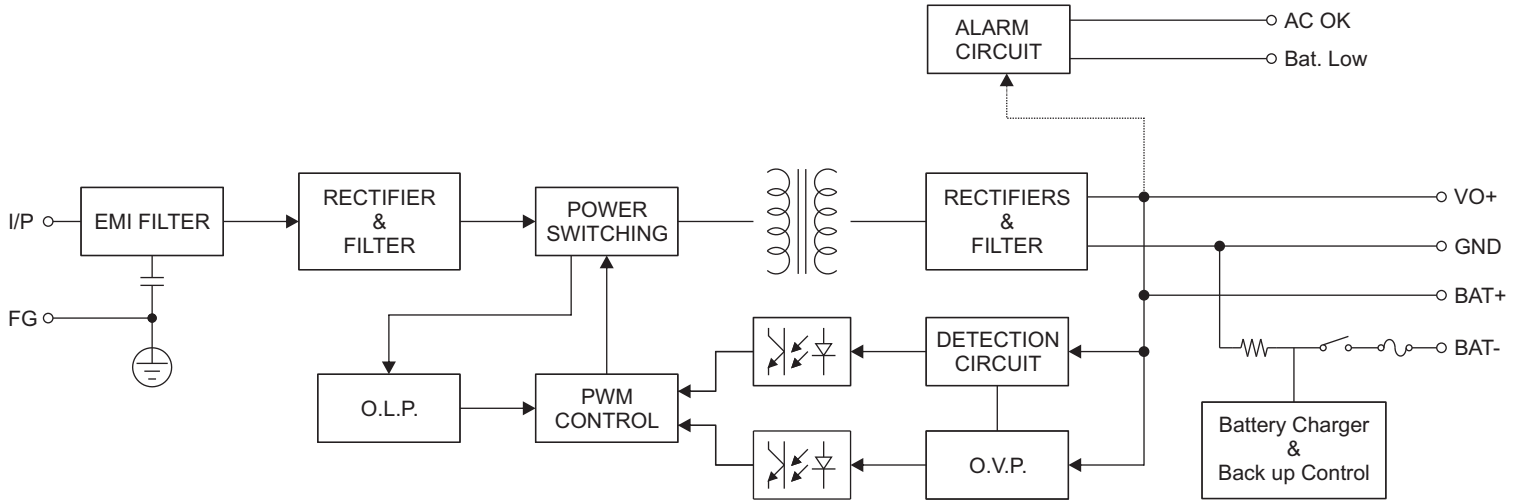 ALARM
CIRCUIT
AC OK
Bat. Low
I/P
EMI FILTER
RECTIFIER
&
FILTER
POWER
SWITCHING
RECTIFIERS
&
FILTER
VO+
GND
BAT+
BAT-
FG
O.L.P.
PWM
CONTROL
DETECTION
CIRCUIT
O.V.P.
Battery Charger
&
Back up Control